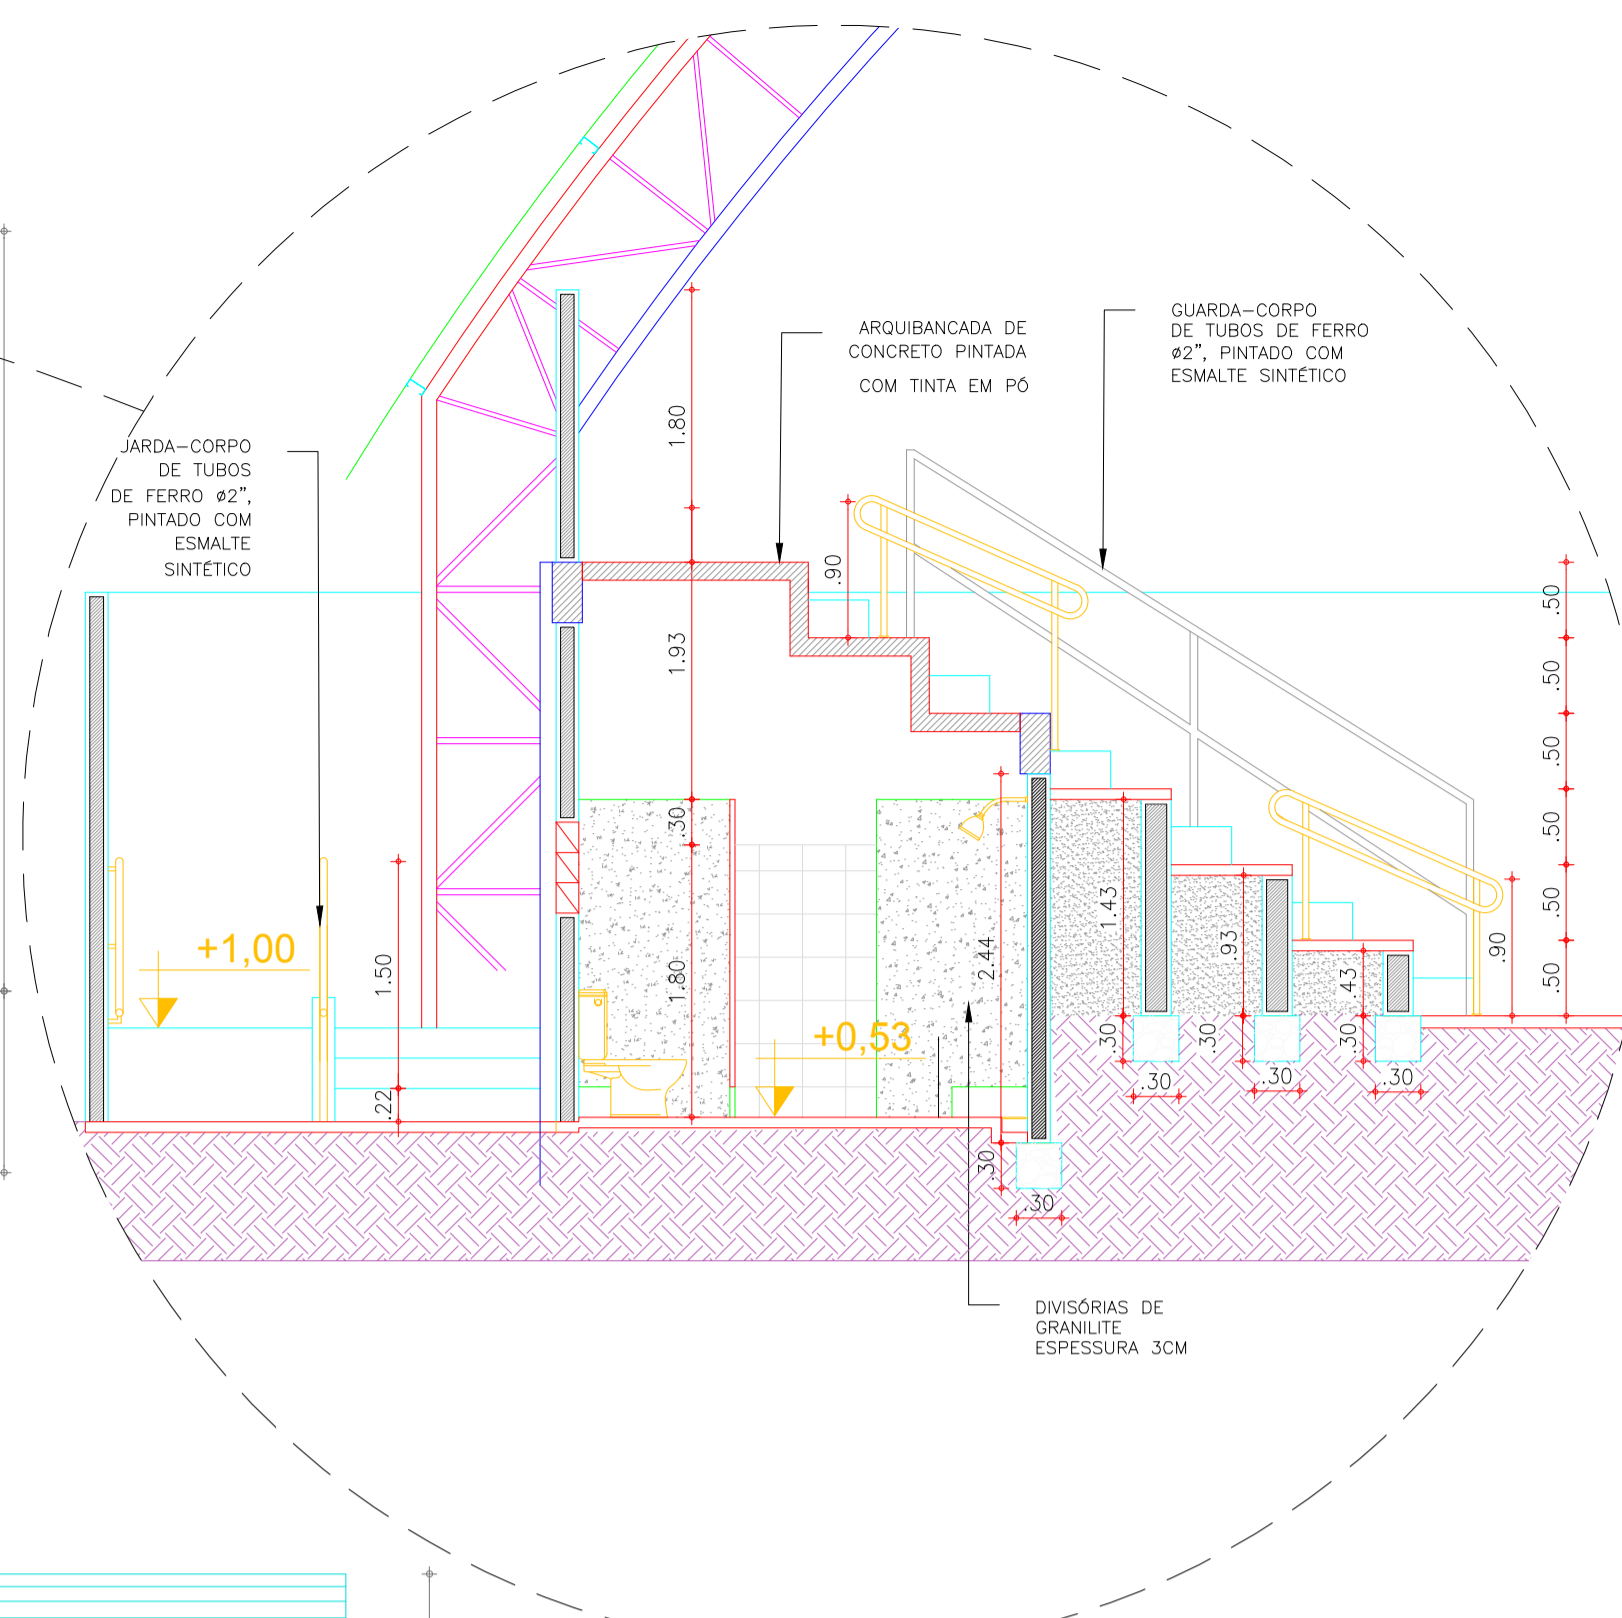 ARQUIBANCADA DE
CONCRETO PINTADA
COM TINTA EM PÓ
GUARDA-CORPO
DE TUBOS DE FERRO
ø2", PINTADO COM
ESMALTE SINTÉTICO
JARDA-CORPO
DE TUBOS
DE FERRO ø2",
PINTADO COM
ESMALTE
SINTÉTICO
1.80
1.93
.30
1.80
.90
.50
.50
.50
.50
.50
.50
.90
+1,00
1.50
.22
+0,53
2.44
1.43
.93
.43
.30
.30
.30
.30
.30
.30
.30
.30
DIVISÓRIAS DE
GRANILITE
ESPESSURA 3CM